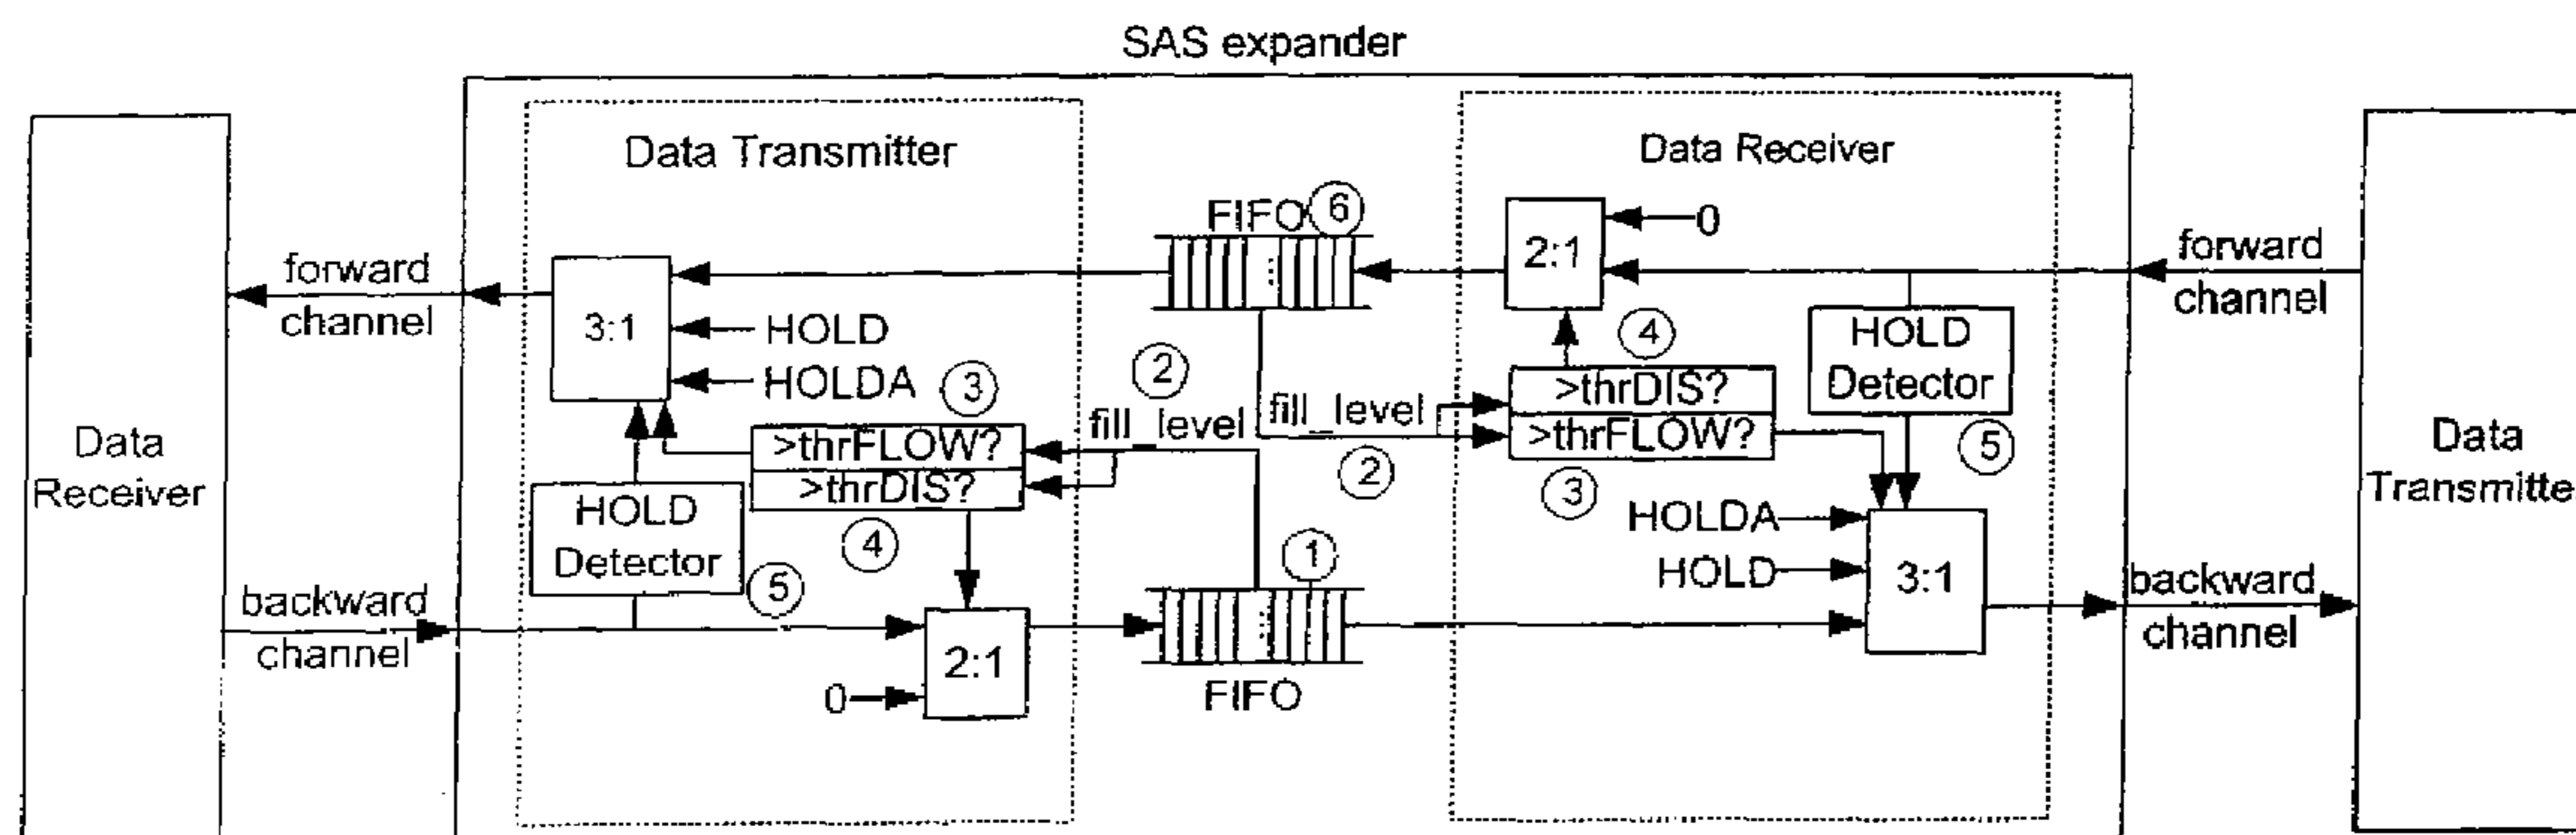 SAS expander
Data Transmitter
Data Receiver
FIFO
6
0
2:1
forward
channel
forward
channel
3:1
HOLD
HOLDA
3
2
4
HOLD
Detector
>thrDIS?
>thrFLOW?
fill_level
fill_level
2
3
5
Data
Receiver
>thrFLOW?
>thrDIS?
4
HOLD
Detector
5
Data
Transmitte
HOLDA
HOLD
3:1
1
FIFO
backward
channel
backward
channel
2:1
0